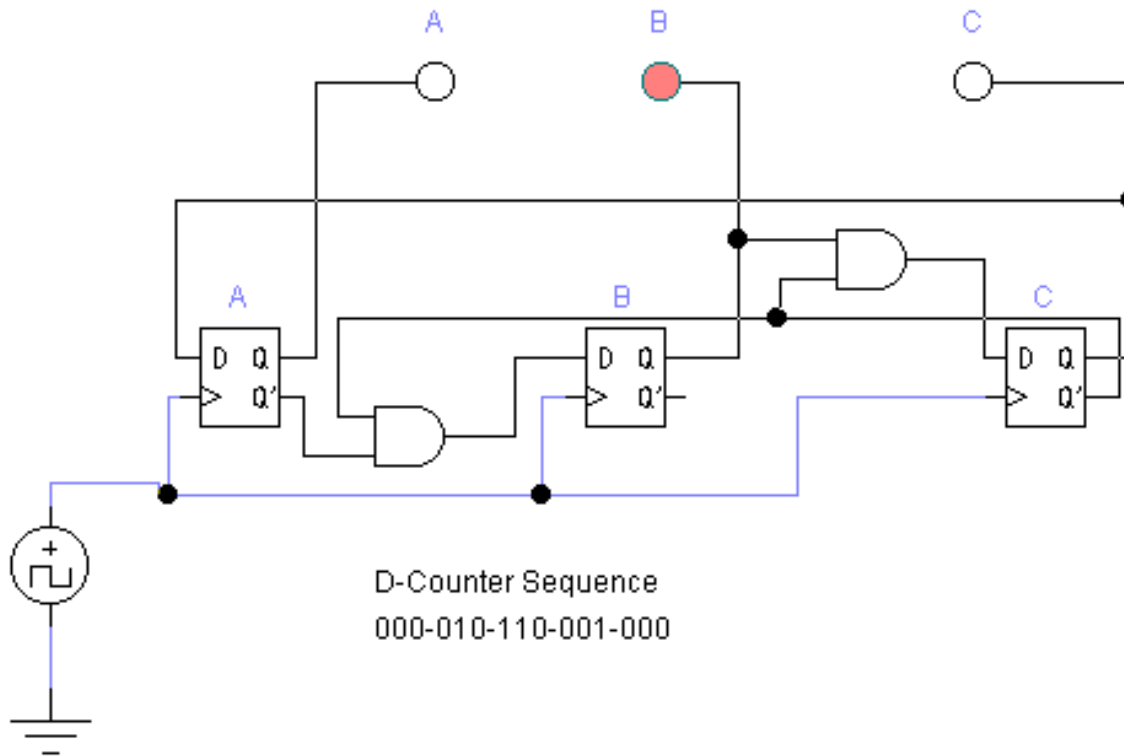 A B C
A B C
D Q
Q'
D Q
Q'
D Q
Q'
D-Counter Sequence
000-010-110-001-000